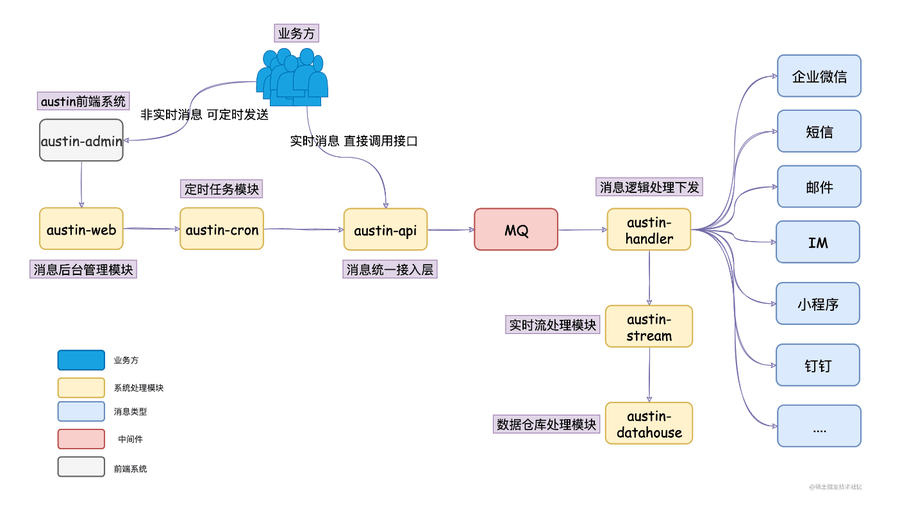 业务方
austin前端系统
非实时消息 可定时发送
austin-admin
实时消息 直接调用接口
企业微信
短信
邮件
IM
小程序
钉钉
....
定时任务模块
消息逻辑处理下发
austin-web
austin-cron
austin-api
MQ
austin-
handler
消息后台管理模块
消息统一接入层
实时流处理模块
austin-
stream
数据仓库处理模块
austin-
datahouse
业务方
系统处理模块
消息类型
中间件
前端系统
@稀土掘金技术社区